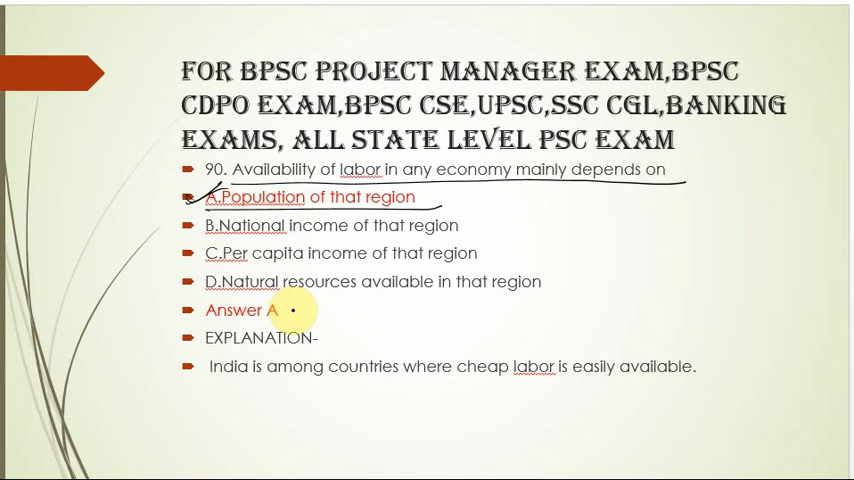 FOR BPSC PROJECT MANAGER EXAM,BPSC
CDPO EXAM,BPSC CSE,UPSC,SSC CGL,BANKING
EXAMS, ALL STATE LEVEL PSC EXAM
90. Availability of labor in any economy mainly depends on
A.Population of that region
B.National income of that region
C.Per capita income of that region
D.Natural resources available in that region
Answer A
EXPLANATION-
India is among countries where cheap labor is easily available.